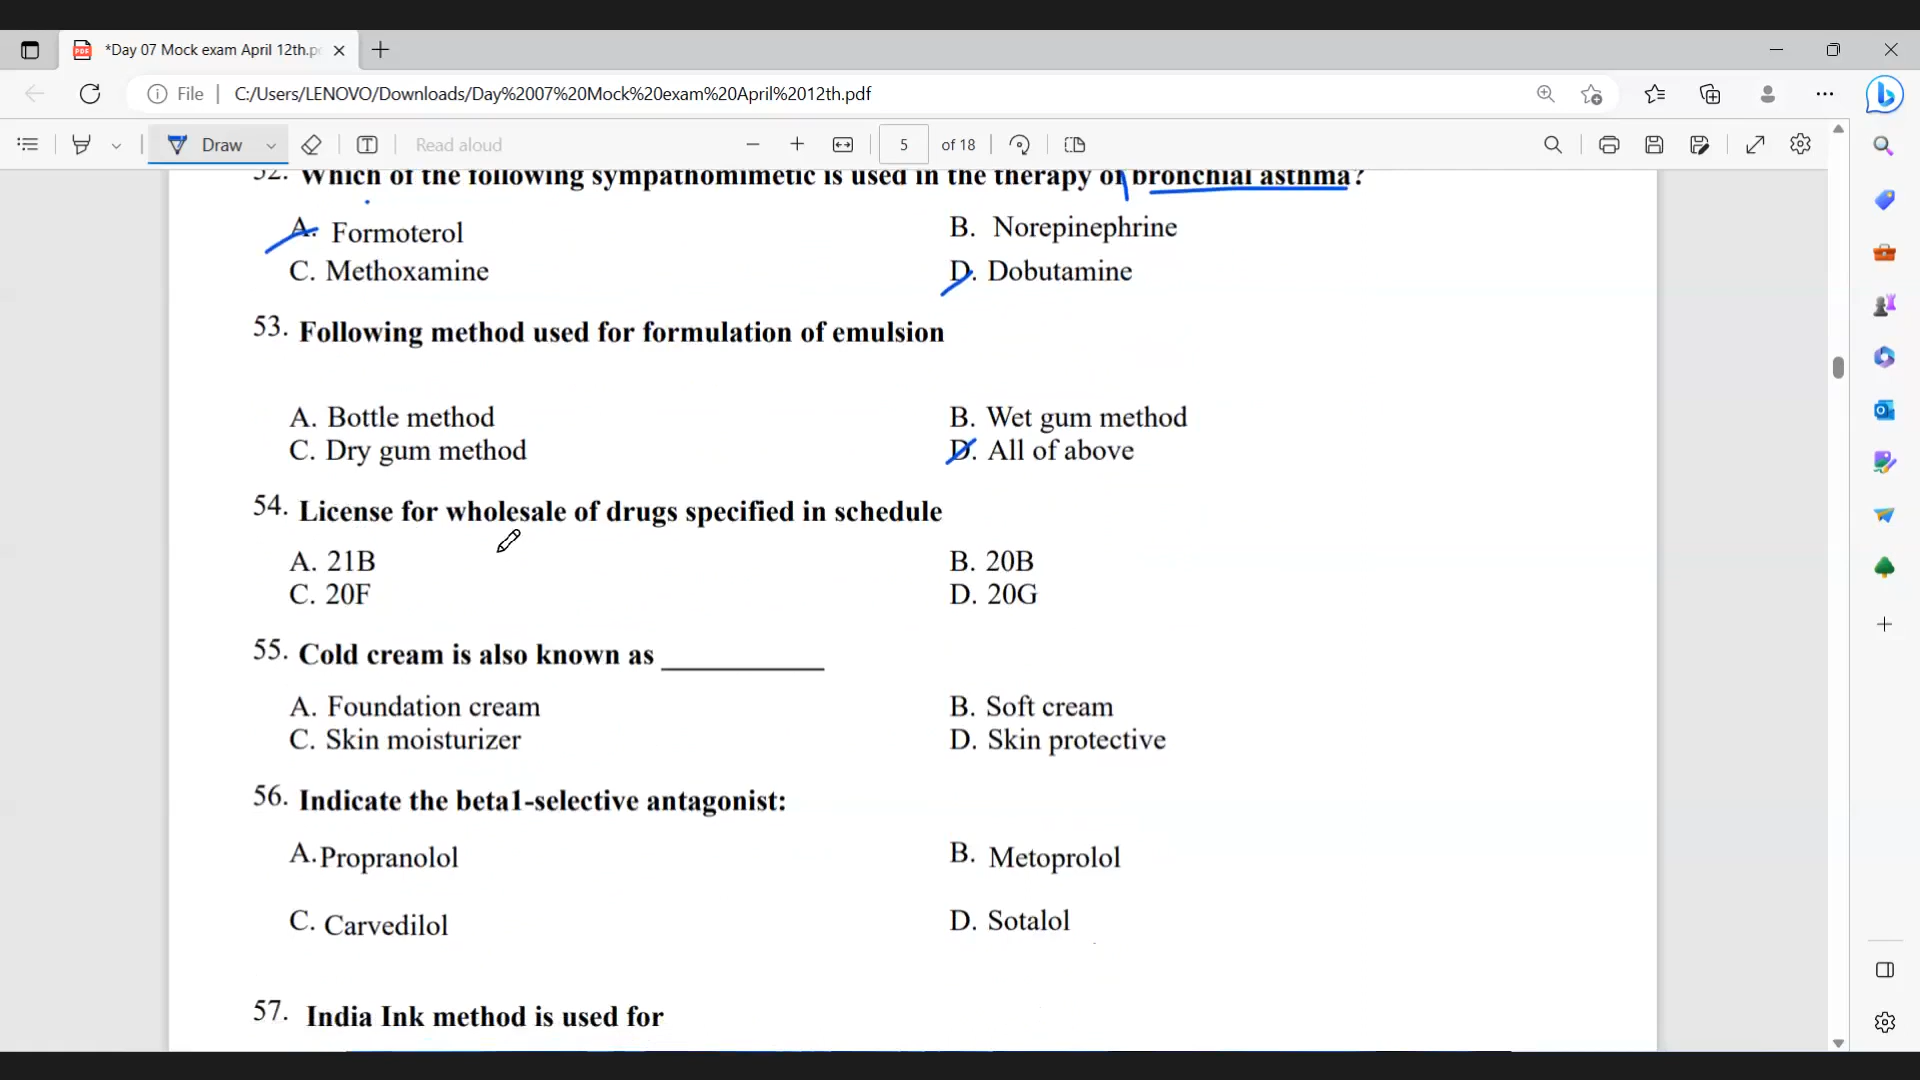 *Day 07 Mock exam April 12th.p
File
C:/Users/LENOVO/Downloads/Day%2007%20Mock%20exam%20April%2012th.pdf
Draw
Read aloud
5 of 18
52. Which of the following sympathomimetic is used in the therapy of bronchial asthma?
A. Formoterol
B. Norepinephrine
C. Methoxamine
D. Dobutamine
53. Following method used for formulation of emulsion
A. Bottle method
B. Wet gum method
C. Dry gum method
D. All of above
54. License for wholesale of drugs specified in schedule
A. 21B
B. 20B
C. 20F
D. 20G
55. Cold cream is also known as ___________
A. Foundation cream
B. Soft cream
C. Skin moisturizer
D. Skin protective
56. Indicate the beta1-selective antagonist:
A. Propranolol
B. Metoprolol
C. Carvedilol
D. Sotalol
57. India Ink method is used for